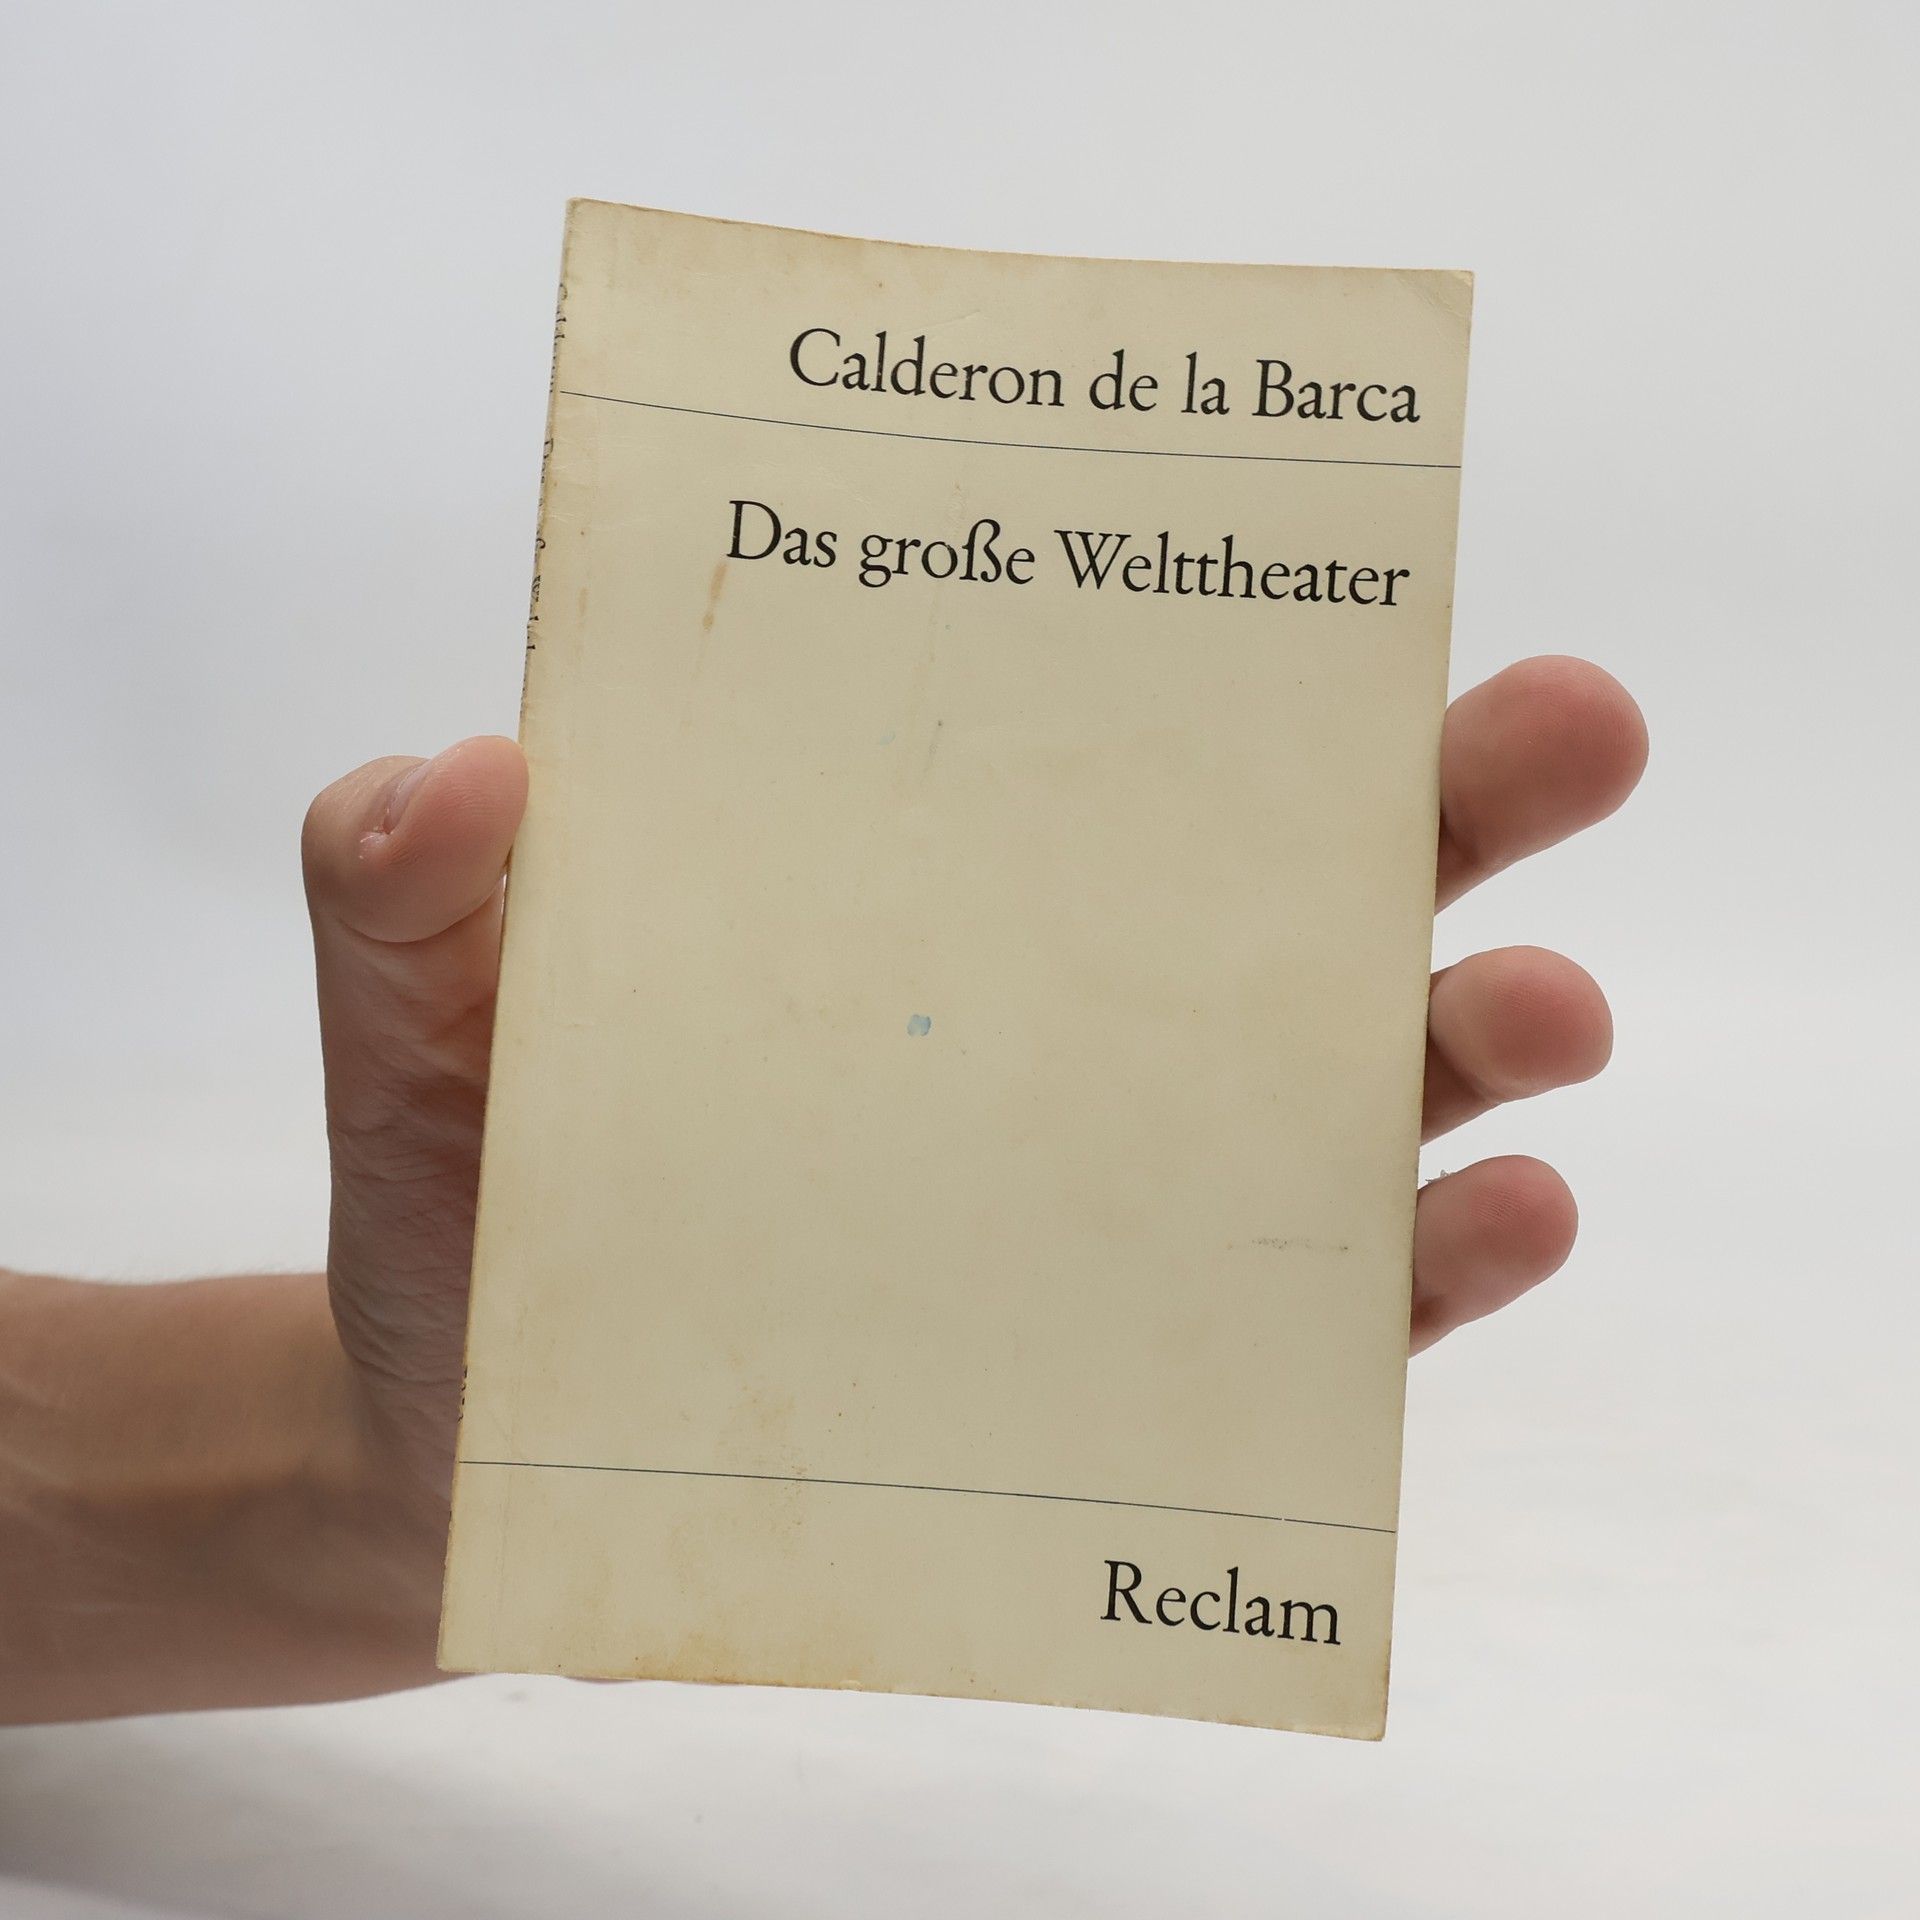 Calderon de la Barca
Das große Welttheater
Reclam